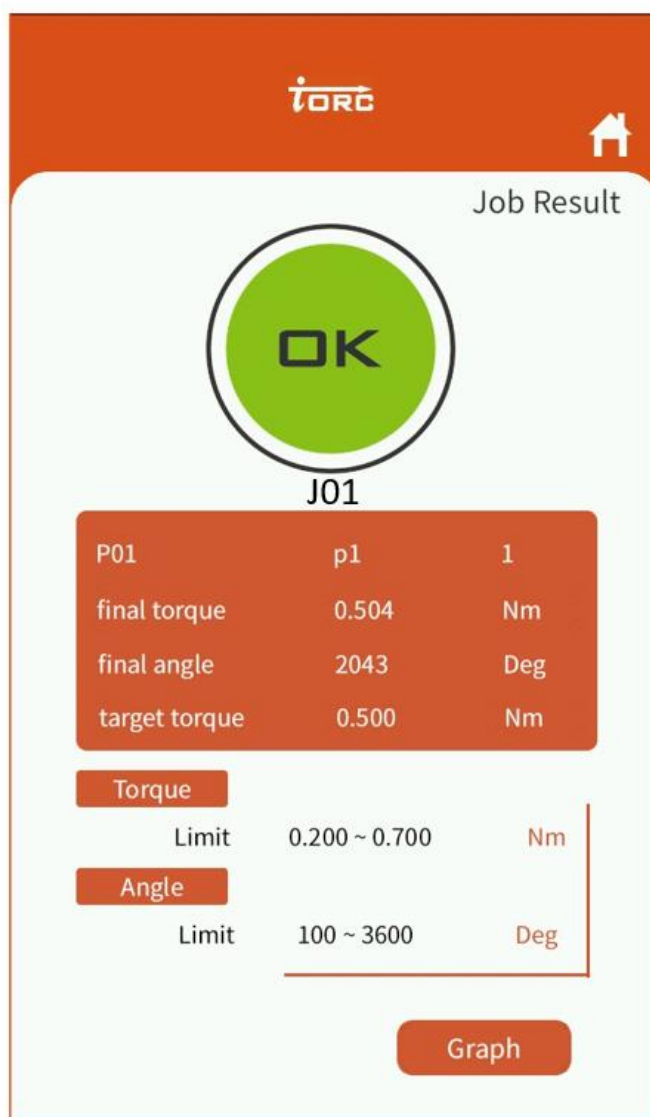 iTORC
Job Result
OK
J01
P01 p1 1
final torque 0.504 Nm
final angle 2043 Deg
target torque 0.500 Nm
Torque
Limit 0.200 ~ 0.700 Nm
Angle
Limit 100 ~ 3600 Deg
Graph